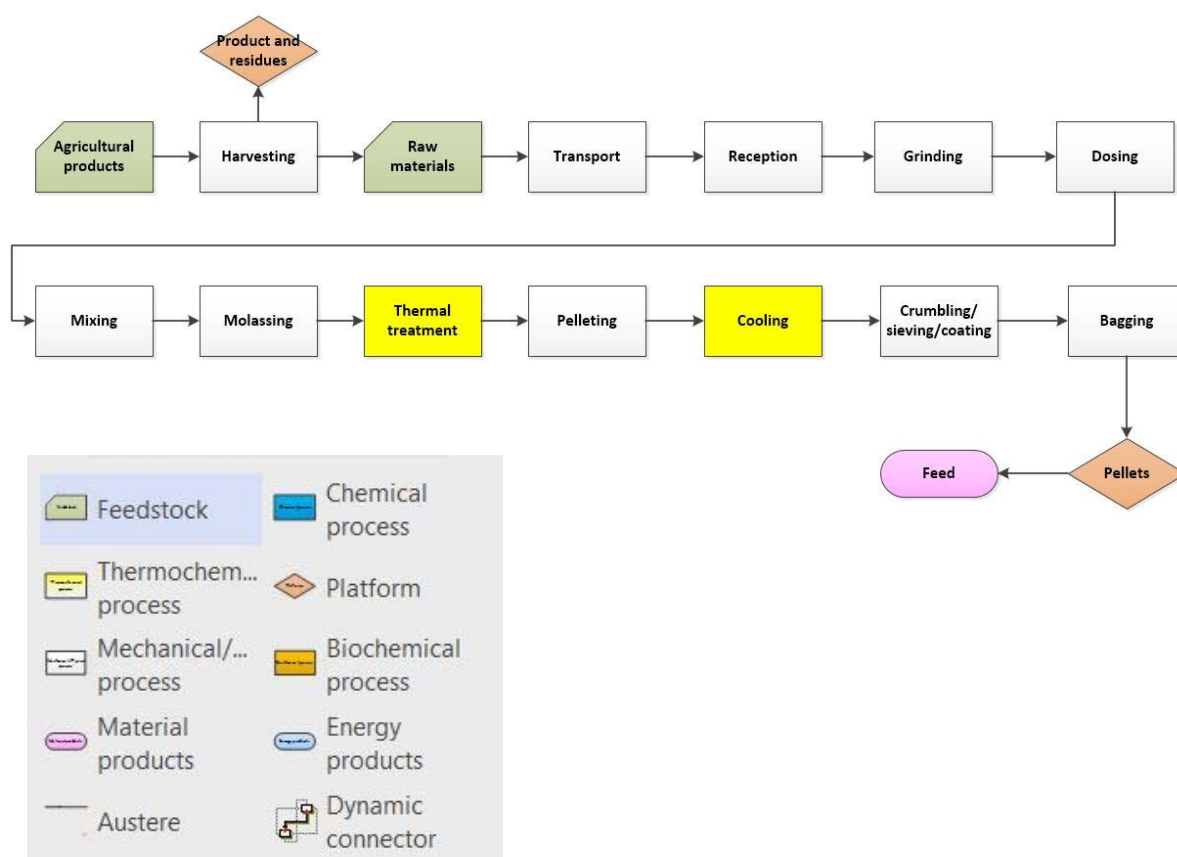 Product and
residues
Agricultural
products
Harvesting
Raw
materials
Transport
Reception
Grinding
Dosing
Mixing
Molassing
Thermal
treatment
Pelleting
Cooling
Crumbling/
sieving/coating
Bagging
Feed
Pellets
Feedstock
Chemical
process
Thermochem...
process
Platform
Mechanical/...
process
Biochemical
process
Material
products
Energy
products
Austere
Dynamic
connector